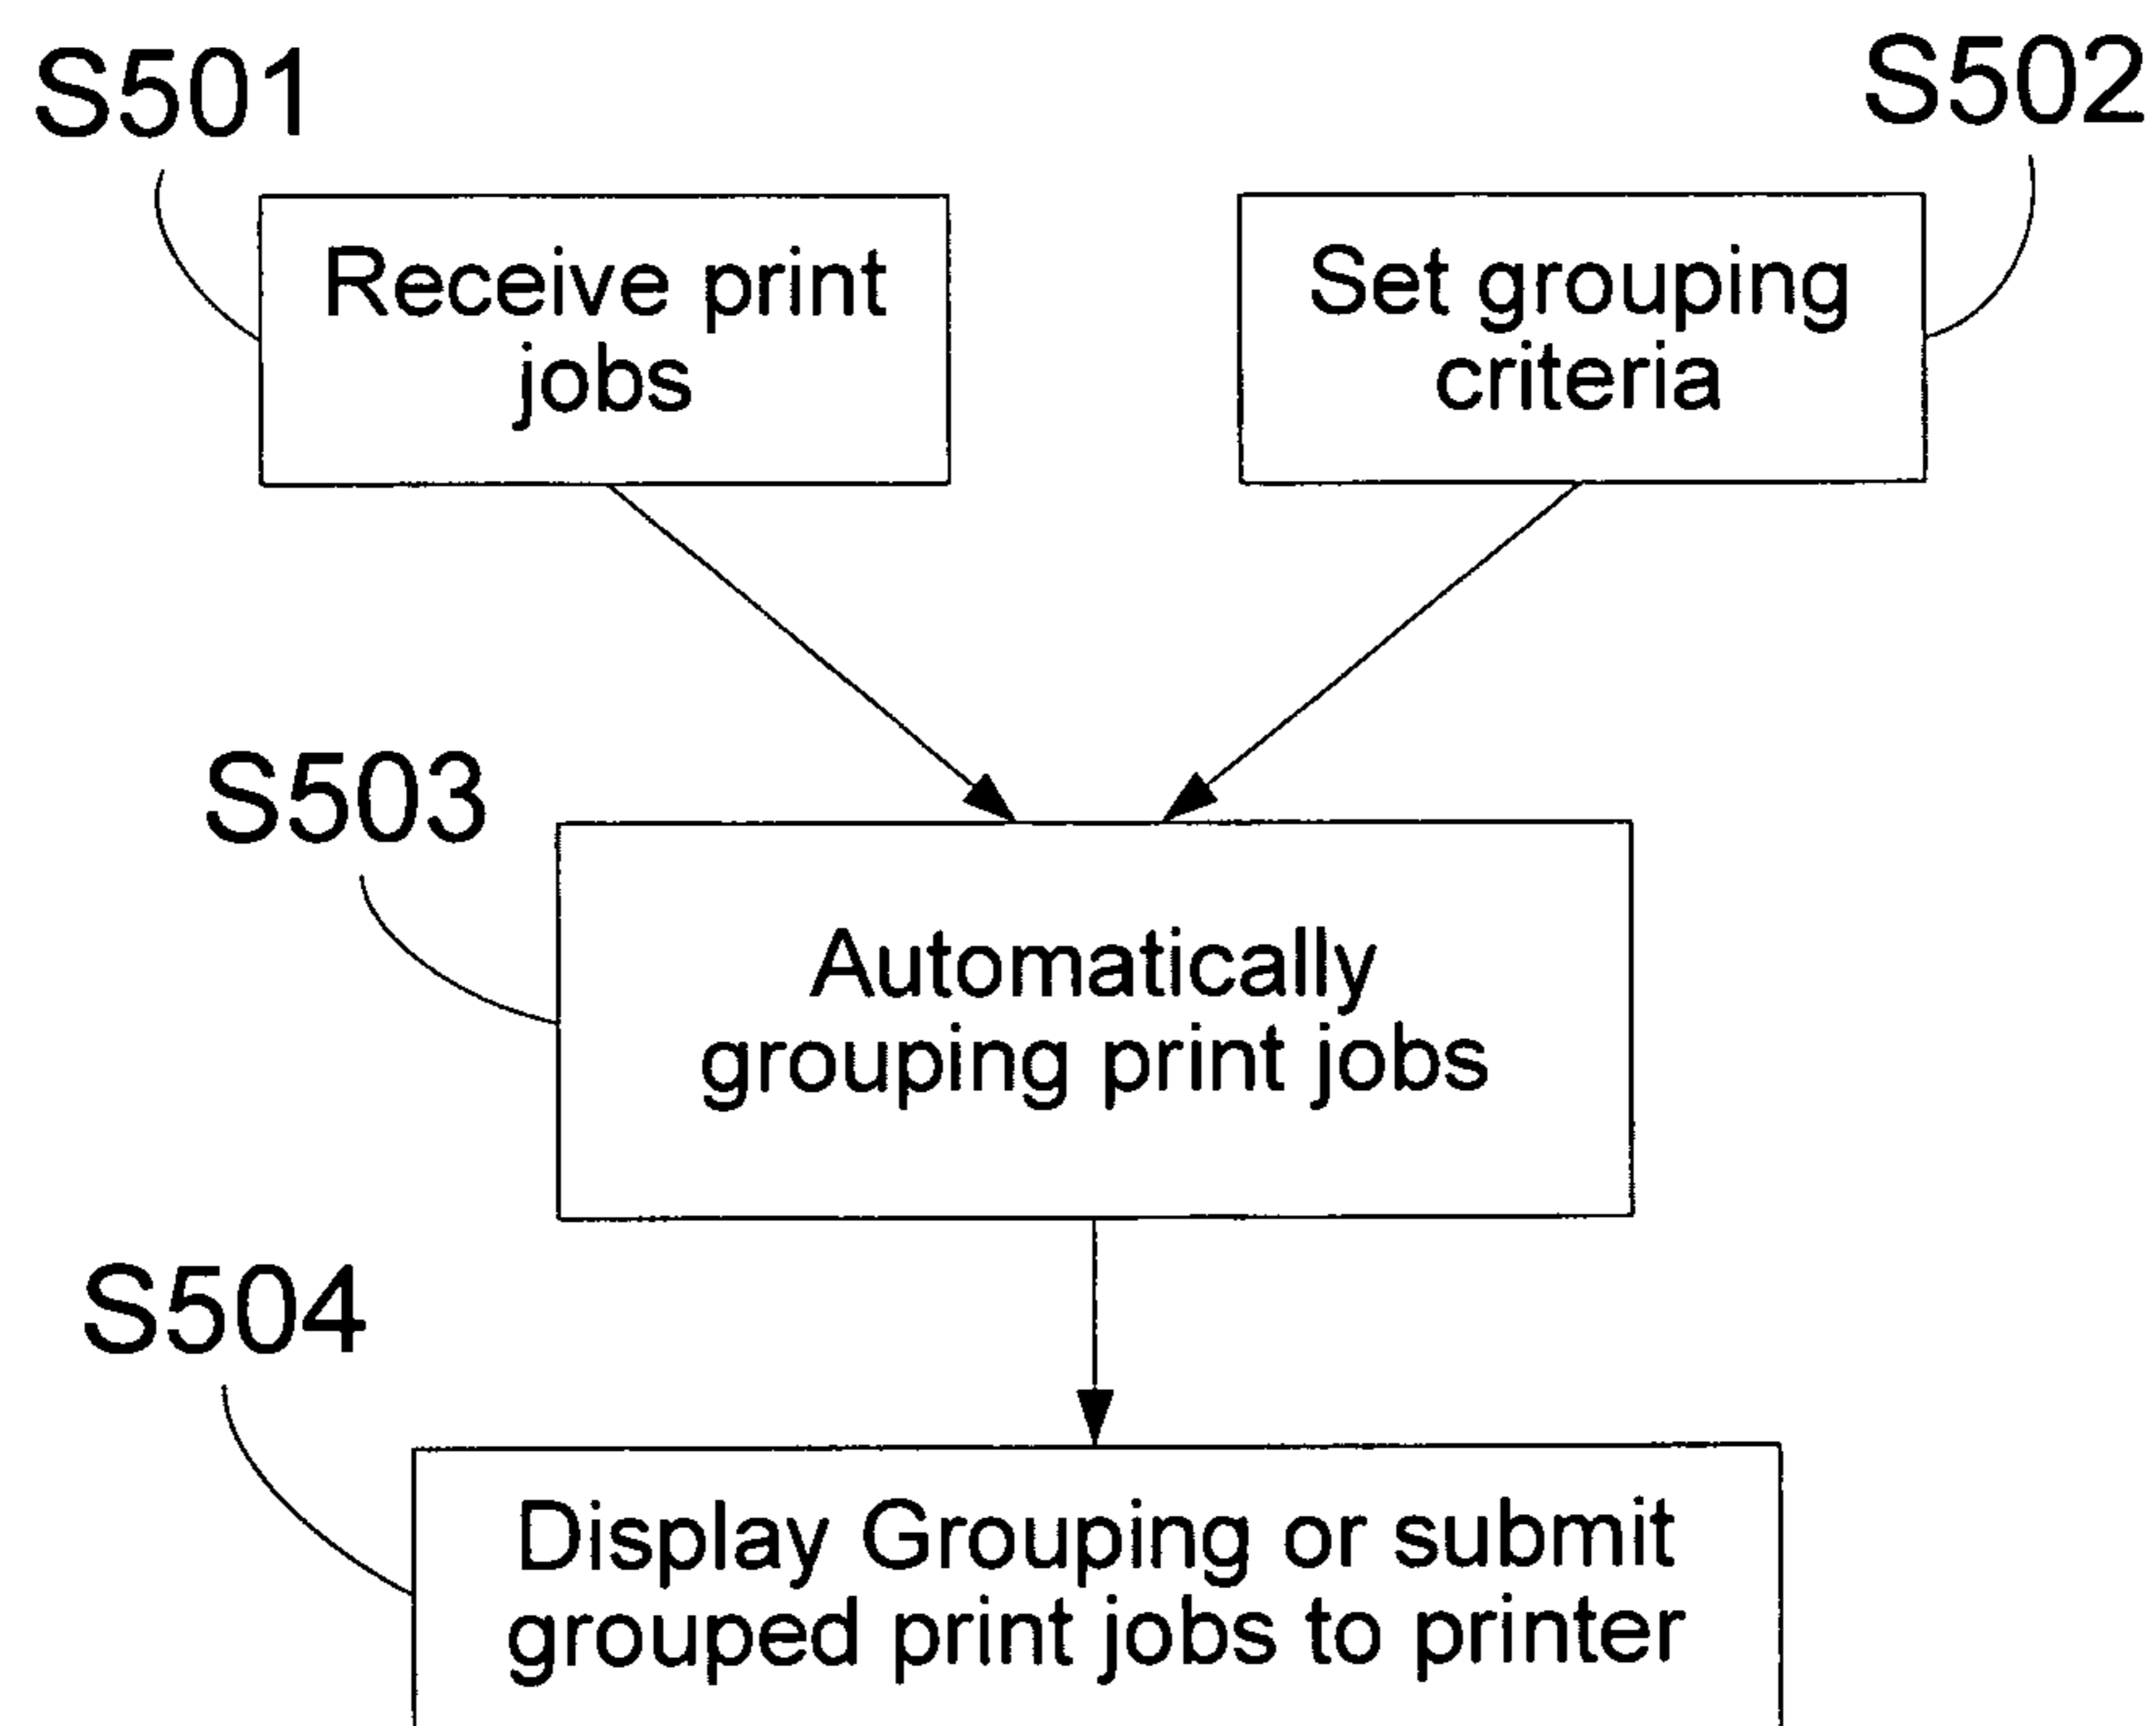 S501
S502
Receive print
jobs
Set grouping
criteria
S503
Automatically
grouping print jobs
S504
Display Grouping or submit
grouped print jobs to printer